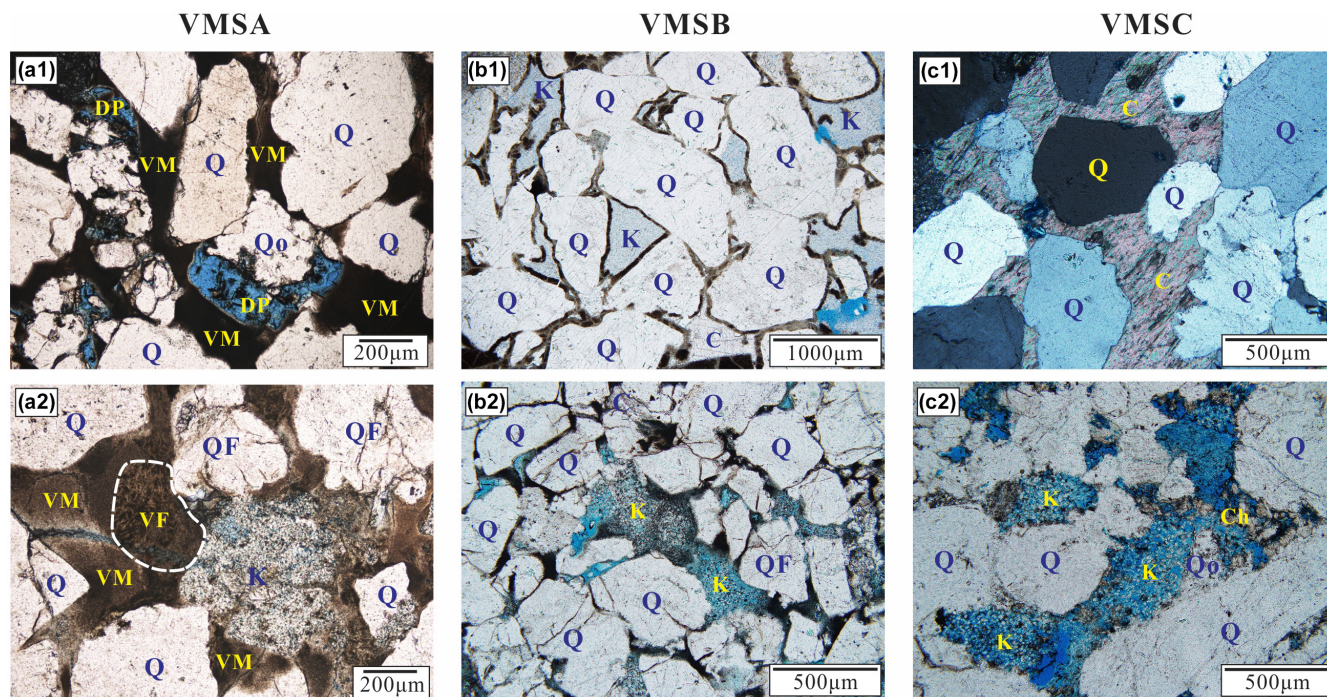 VMSA
VMSB
VMSC
(a1)
DP
VM
Q
VM
Q
Qo
Q
DP
VM
VM
Q
200μm
(b1)
K
Q
Q
Q
K
Q
Q
Q
K
Q
Q
Q
Q
C
1000μm
(c1)
C
Q
Q
Q
Q
C
Q
Q
500μm
(a2)
Q
QF
QF
VM
VF
Q
VM
K
Q
Q
VM
200μm
(b2)
C
Q
Q
Q
Q
K
Q
QF
K
Q
Q
500μm
(c2)
Q
K
Ch
Q
Q
K
Qo
K
Q
500μm